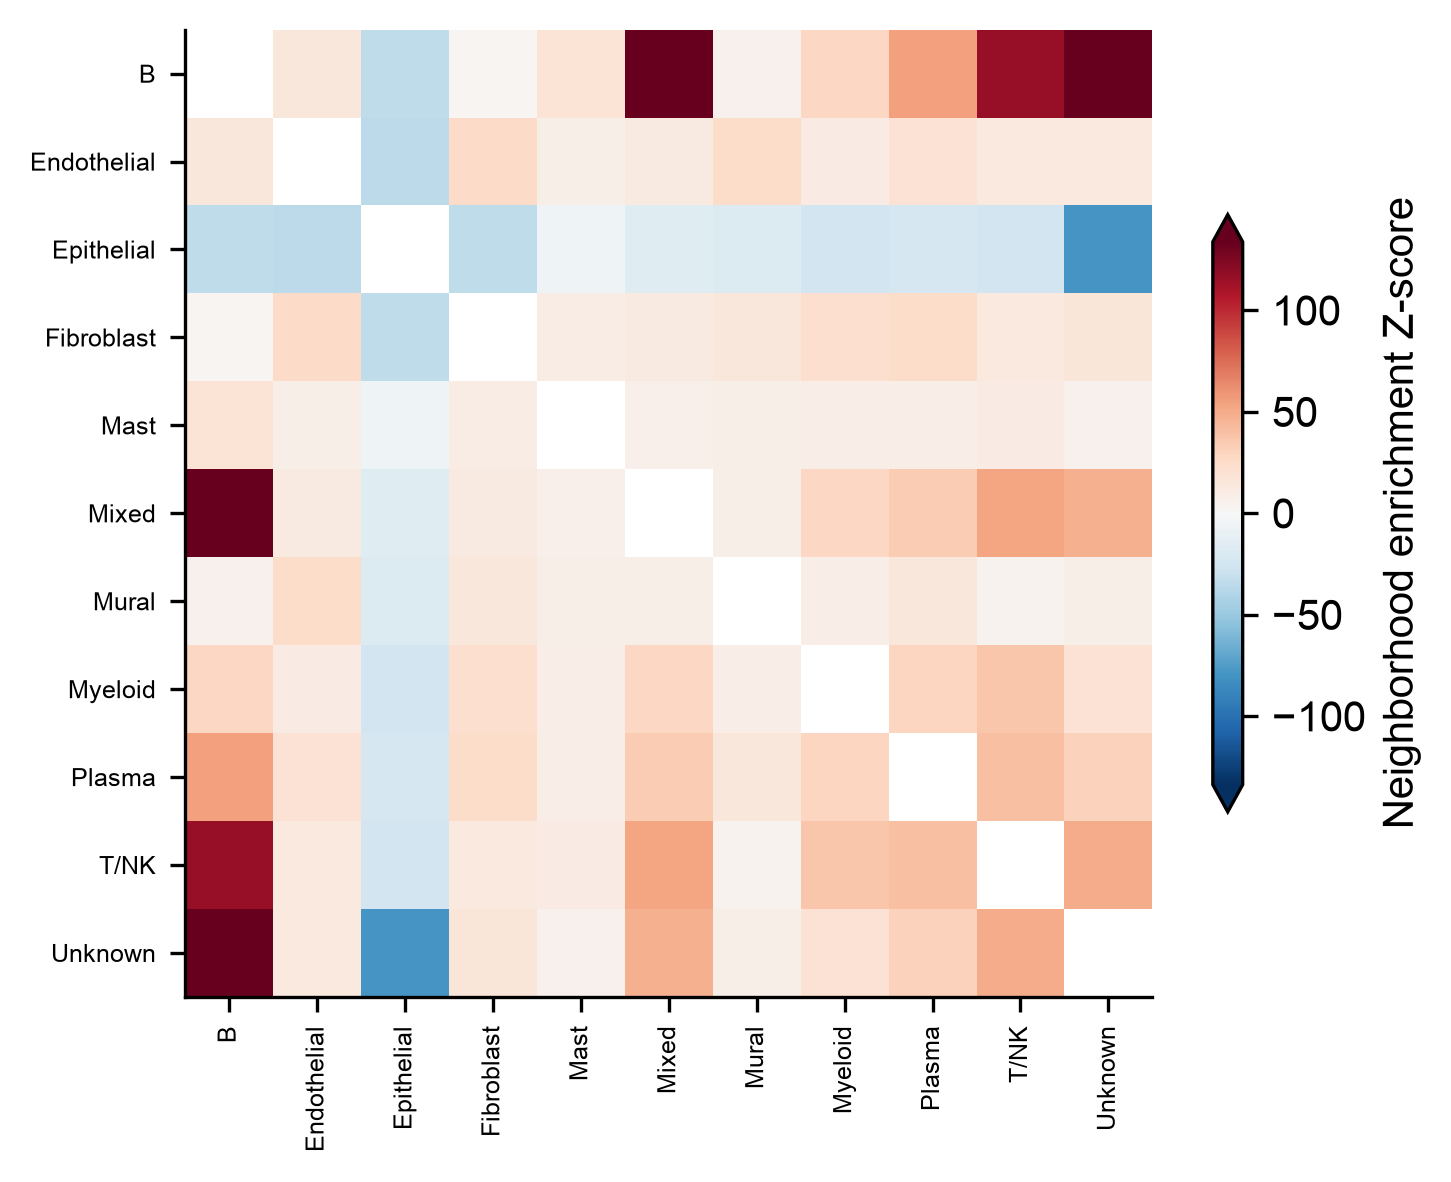 B
Endothelial
Epithelial
Fibroblast
Mast
Mixed
Mural
Myeloid
Plasma
T/NK
Unknown
B
Endothelial
Epithelial
Fibroblast
Mast
Mixed
Mural
Myeloid
Plasma
T/NK
Unknown
100
50
0
−50
−100
Neighborhood enrichment Z-score